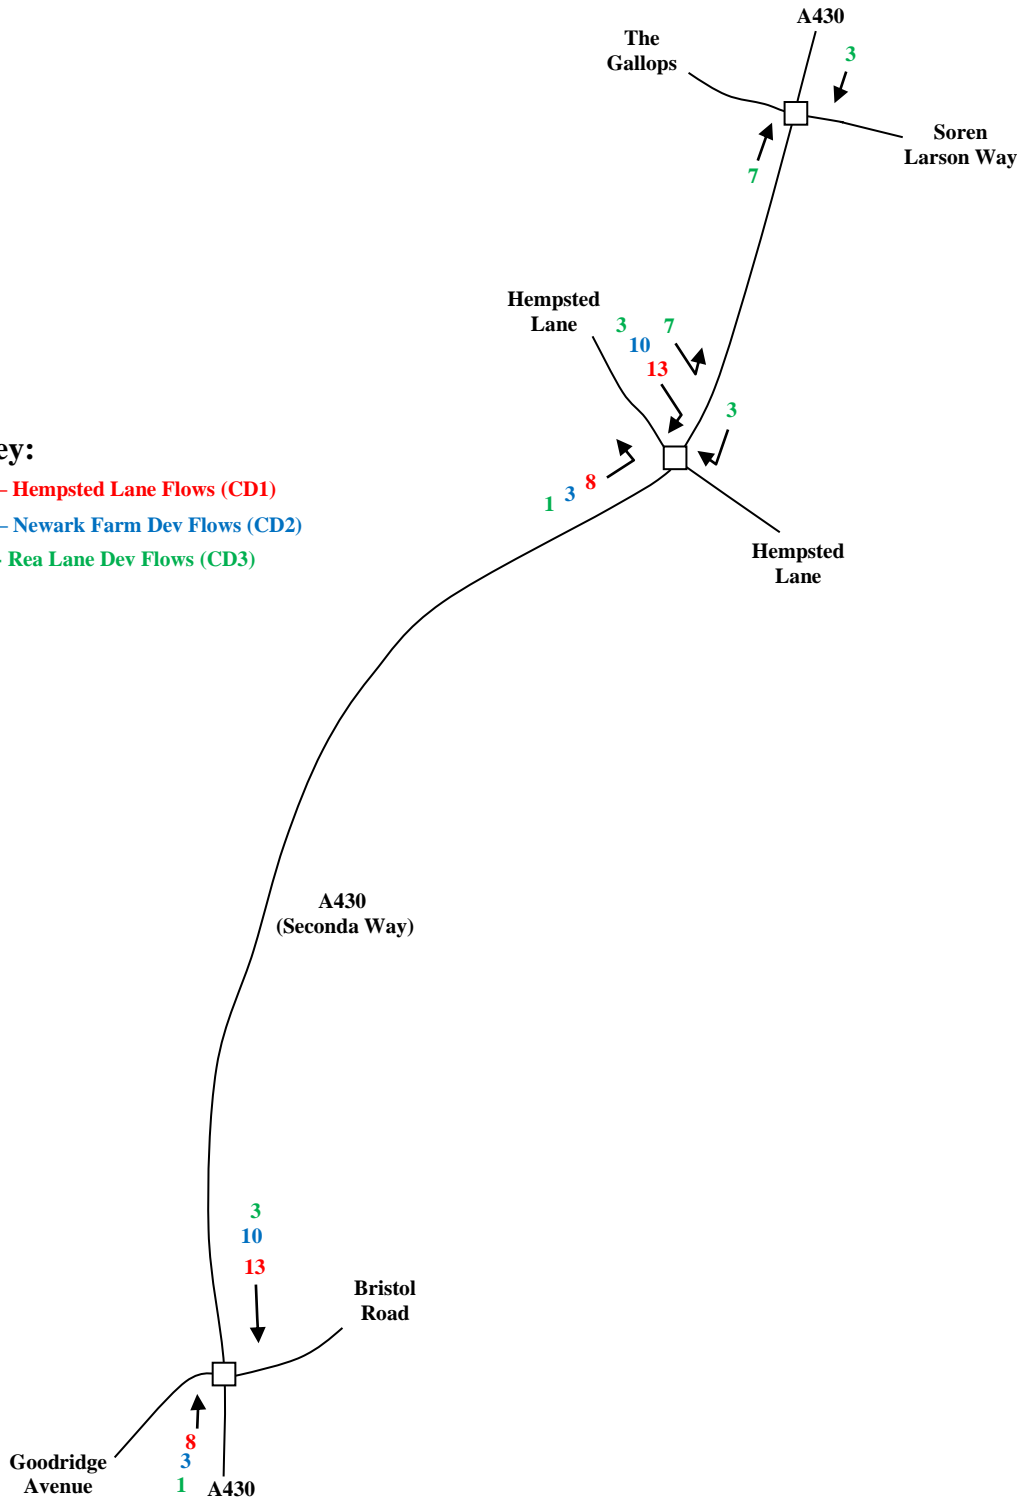 A430
The
Gallops
3
Soren
Larson Way
7
Hempsted
Lane
3
7
10
13
3
ey:
– Hempsted Lane Flows (CD1)
8
3
1
– Newark Farm Dev Flows (CD2)
Rea Lane Dev Flows (CD3)
Hempsted
Lane
A430
(Seconda Way)
3
10
13
Bristol
Road
8
3
1
Goodridge
Avenue
A430